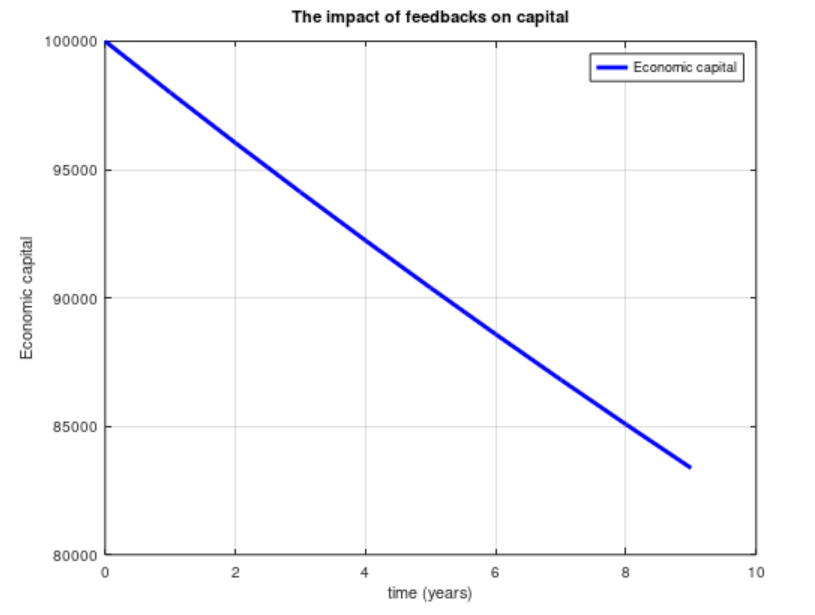 The impact of feedbacks on capital
Economic capital
100000
95000
90000
85000
80000
Economic capital
0 2 4 6 8 10
time (years)